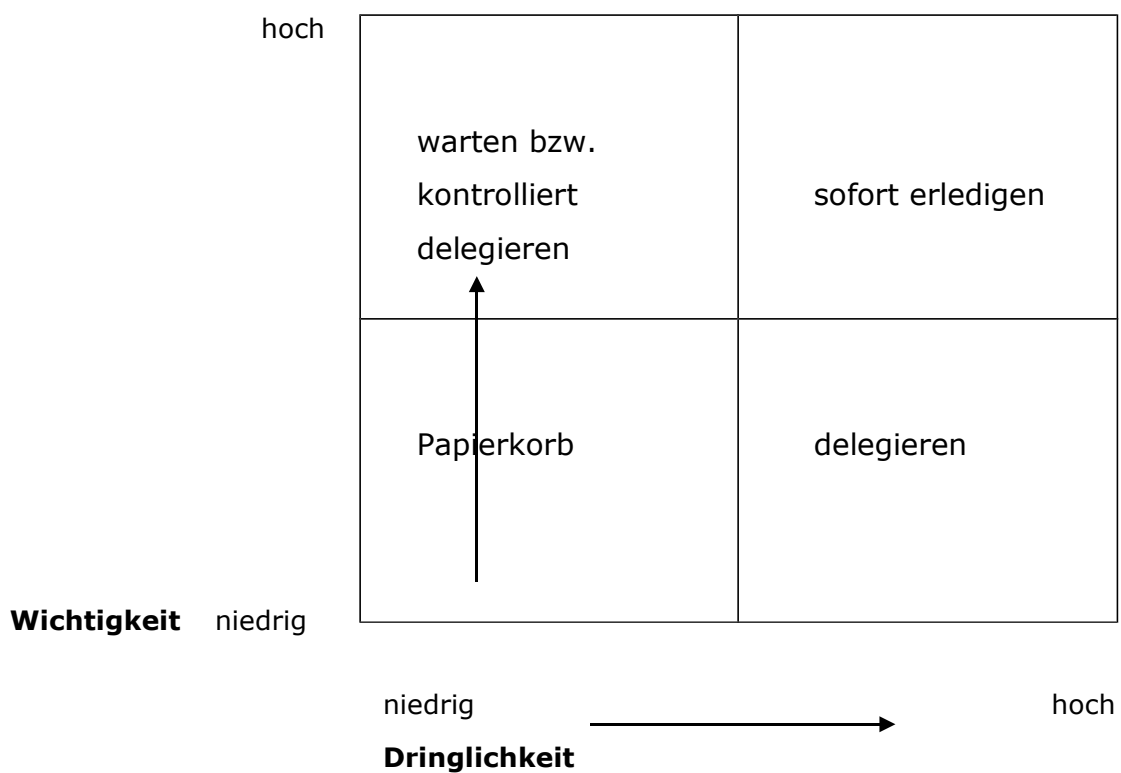 hoch
warten bzw.
kontrolliert
delegieren
sofort erledigen
Papierkorb
delegieren
Wichtigkeit niedrig
niedrig
hoch
Dringlichkeit